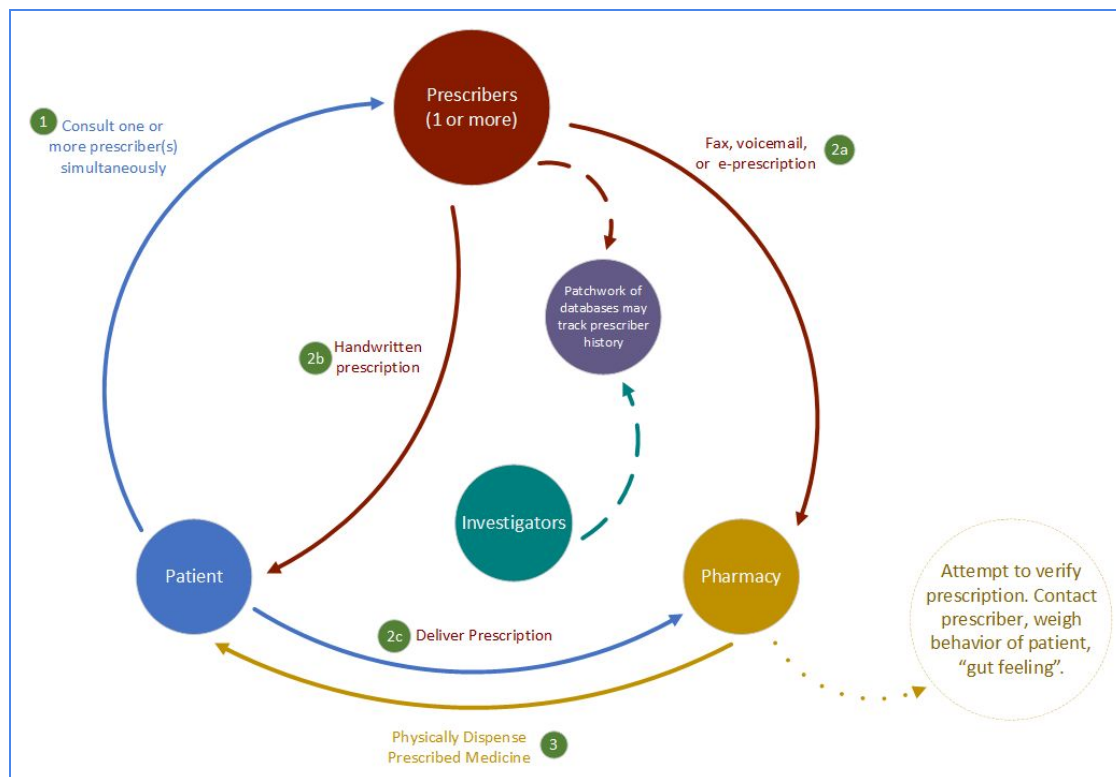 Prescribers
(1 or more)
1
Consult one or
more prescriber(s)
simultaneously
Fax, voicemail,
or e-prescription
2a
Patchwork of
databases may
track prescriber
history
2b
Handwritten
prescription
Investigators
Patient
Pharmacy
Attempt to verify
prescription. Contact
prescriber, weigh
behavior of patient,
“gut feeling”.
2c
Deliver Prescription
Physically Dispense
Prescribed Medicine
3